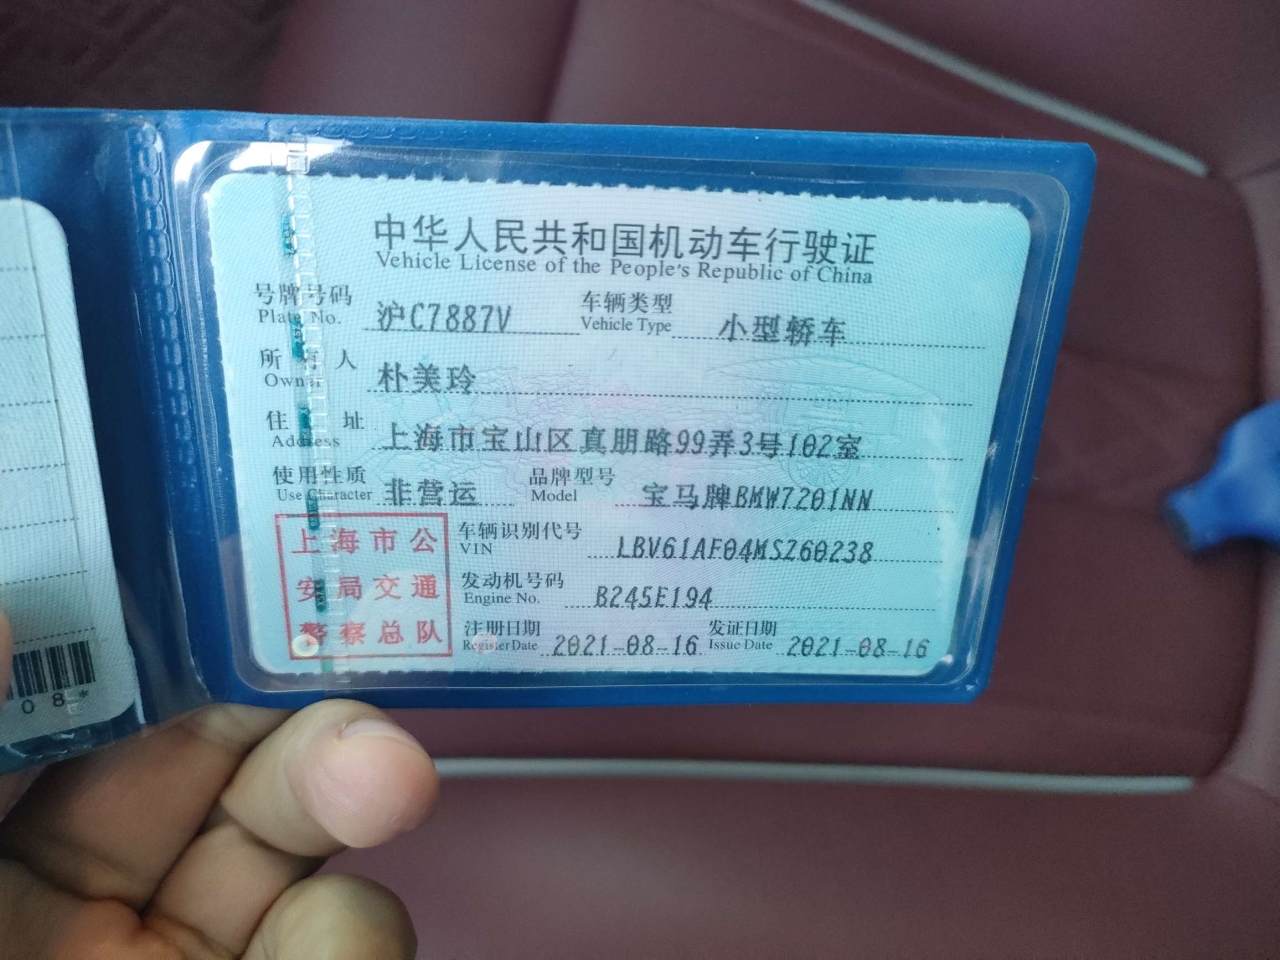 中华人民共和国机动车行驶证
Vehicle License of the People's Republic of China
号牌号码 沪C7887V 车辆类型 小型轿车
Plate No. Vehicle Type
所有人 朴美玲
Owner
住址 上海市宝山区真朋路99弄3号102室
Address
使用性质 非营运 品牌型号 宝马牌BMW7201NN
Use Character Model
上海市公安局交通警察总队
车辆识别代号 LBV61AF04MSZ60238
VIN
发动机号码 B245E194
Engine No.
注册日期 2021-08-16 发证日期 2021-08-16
Register Date Issue Date
08*